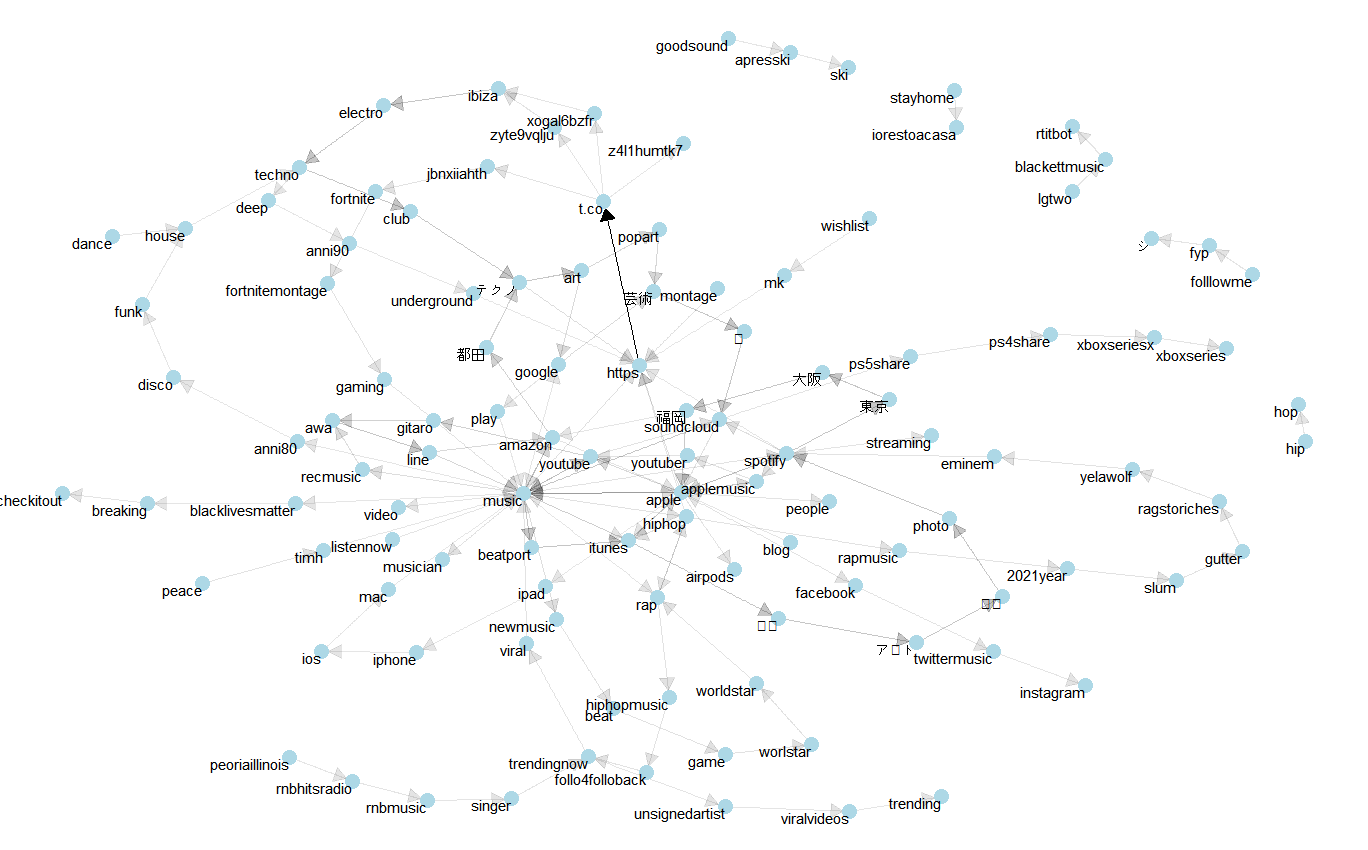 goodsound
apresski
ski
stayhome
iorestoacasa
rtitbot
blackettmusic
lgtwo
ibiza
electro
xogal6bzfr
zyte9vqlju
z4l1humtk7
techno
jbnxiiahth
fortnite
deep
club
t.co
wishlist
popart
dance
house
anni90
シ
fyp
folllowme
art
テクノ
mk
fortnitemontage
underground
芸術
montage
funk
都田
google
https
ps5share
ps4share
xboxseriesx
xboxseries
disco
gaming
大阪
東京
hop
play
福岡
soundcloud
awa
gitaro
anni80
amazon
streaming
hip
line
youtube
youtuber
spotify
eminem
recmusic
yelawolf
applemusic
music
apple
checkitout
breaking
blacklivesmatter
video
people
ragstoriches
hiphop
photo
listennow
beatport
itunes
blog
rapmusic
gutter
timh
musician
airpods
2021year
slum
peace
mac
ipad
rap
facebook
newmusic
viral
ios
iphone
twittermusic
instagram
worldstar
hiphopmusic
beat
worlstar
game
peoriaillinois
trendingnow
follo4followback
rnbhitsradio
rnbmusic
singer
unsignedartist
viralvideos
trending